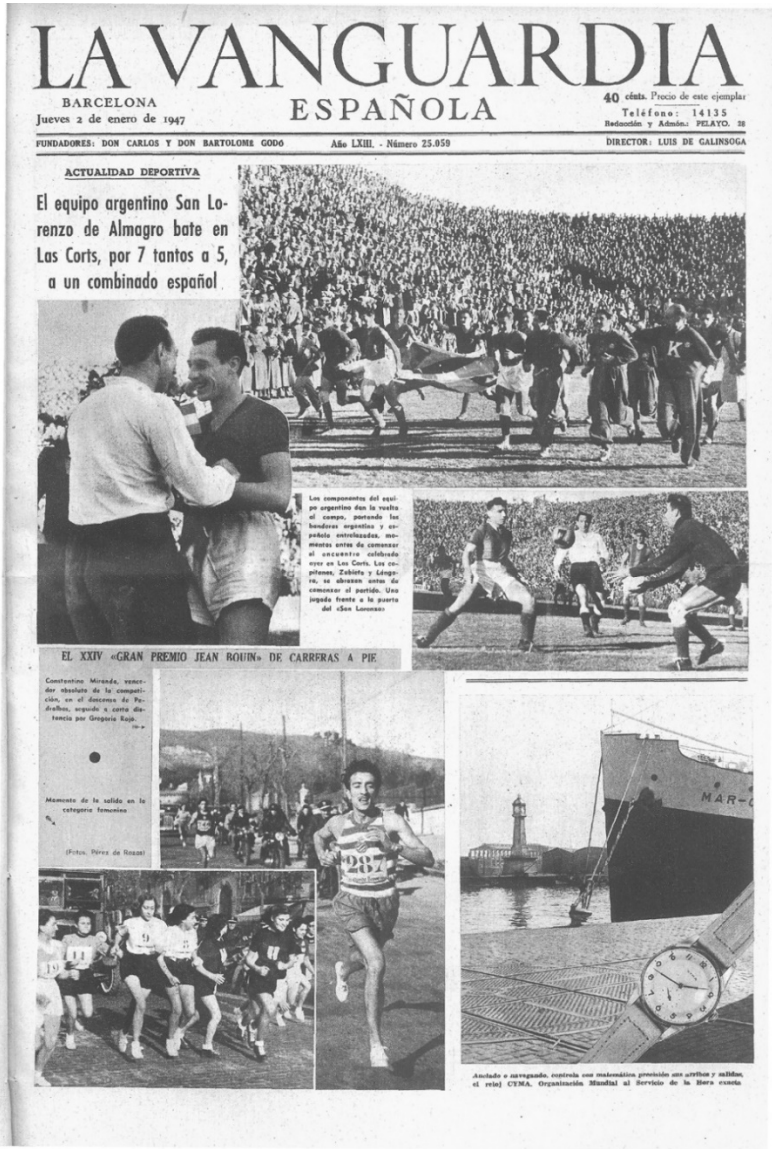 LA VANGUARDIA
ESPAÑOLA
BARCELONA
Jueves 2 de enero de 1947
40 cénts. Precio de este ejemplar
Teléfono: 14135
Redacción y Admón.: PELAYO, 28
FUNDADORES: DON CARLOS Y DON BARTOLOME GODÓ
Año LXIII. - Número 25.059
DIRECTOR: LUIS DE GALINSOGA
ACTUALIDAD DEPORTIVA
El equipo argentino San Lo-
renzo de Almagro bate en
Las Corts, por 7 tantos a 5,
a un combinado español
K
Los componentes del equi-
po argentino dan la vuelta
al campo, portando las
banderas argentina y es-
pañola entrelazadas, mo-
mentos antes de comenzar
el encuentro celebrado
ayer en Las Corts. Los ca-
pitanes, Zubieta y Lánga-
ra, se abrazan antes de
comenzar el partido. Una
jugada frente a la puerta
del «San Lorenzo»
EL XXIV «GRAN PREMIO JEAN BOUIN» DE CARRERAS A PIE
Constantino Miranda, vence-
dor absoluto de la competi-
ción, en el descenso de Pe-
dralbes, seguido a corta dis-
tancia por Gregorio Rojo.
Momento de la salida en la
categoría femenina
(Fotos. Pérez de Rozas)
287
19
11
9
MAR-
CYMA
Anclado o navegando, controla con matemática precisión sus arribos y salidas,
el reloj CYMA. Organización Mundial al Servicio de la Hora exacta